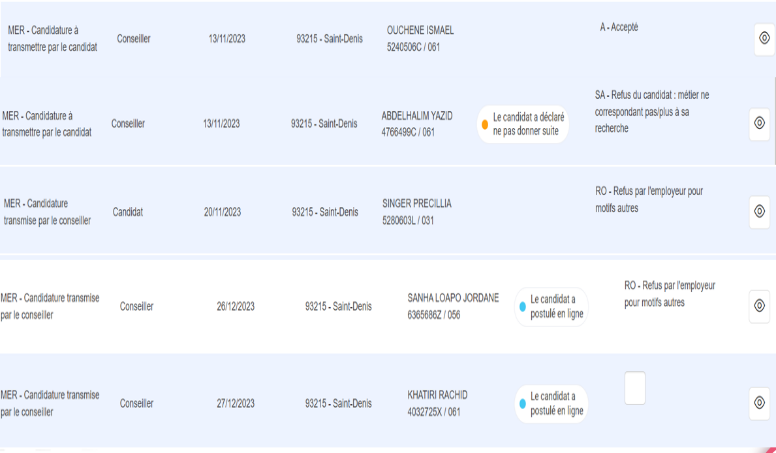 MER - Candidature à
transmettre par le candidat
Conseiller
13/11/2023
93215 - Saint-Denis
OUCHENE ISMAEL
5240506C / 061
A - Accepté
MER - Candidature à
transmettre par le candidat
Conseiller
13/11/2023
93215 - Saint-Denis
ABDELHALIM YAZID
4766499C / 061
Le candidat a déclaré
ne pas donner suite
SA - Refus du candidat : métier ne
correspondant pas/plus à sa
recherche
MER - Candidature
transmise par le conseiller
Candidat
20/11/2023
93215 - Saint-Denis
SINGER PRECILLIA
5280603L / 031
RO - Refus par l'employeur pour
motifs autres
MER - Candidature transmise
par le conseiller
Conseiller
26/12/2023
93215 - Saint-Denis
SANHA LOAPO JORDANE
6365686Z / 056
Le candidat a
postulé en ligne
RO - Refus par l'employeur
pour motifs autres
MER - Candidature transmise
par le conseiller
Conseiller
27/12/2023
93215 - Saint-Denis
KHATIRI RACHID
4032725X / 061
Le candidat a
postulé en ligne